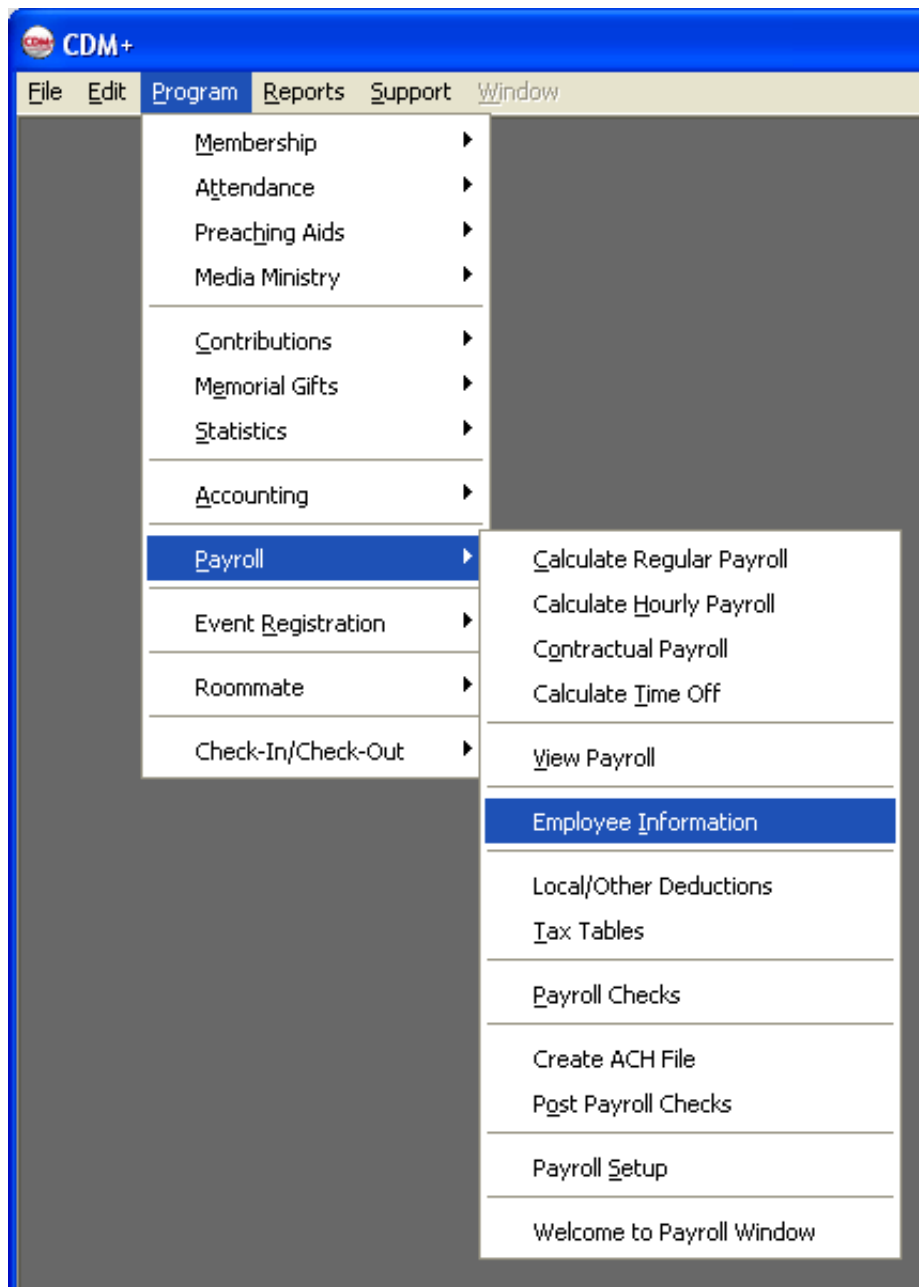 CDM+
File Edit Program Reports Support Window
Membership
Attendance
Preaching Aids
Media Ministry
Contributions
Memorial Gifts
Statistics
Accounting
Payroll
Event Registration
Roommate
Check-In/Check-Out
Calculate Regular Payroll
Calculate Hourly Payroll
Contractual Payroll
Calculate Time Off
View Payroll
Employee Information
Local/Other Deductions
Tax Tables
Payroll Checks
Create ACH File
Post Payroll Checks
Payroll Setup
Welcome to Payroll Window